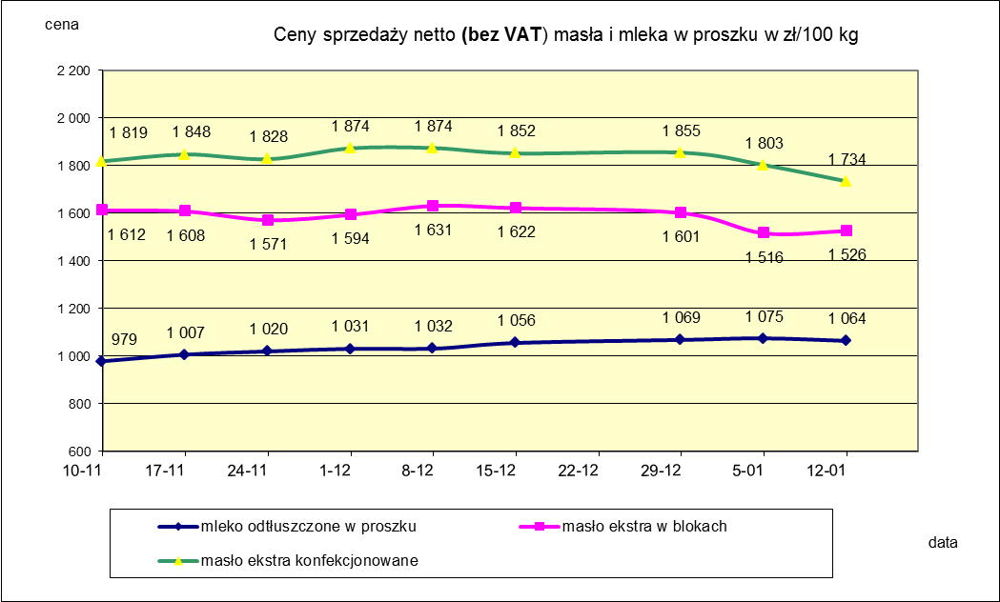 cena
Ceny sprzedaży netto (bez VAT) masła i mleka w proszku w zł/100 kg
2 200
2 000
1 800
1 600
1 400
1 200
1 000
800
600
1 819 1 848 1 828 1 874 1 874 1 852 1 855 1 803 1 734
1 612 1 608 1 571 1 594 1 631 1 622 1 601 1 516 1 526
979 1 007 1 020 1 031 1 032 1 056 1 069 1 075 1 064
10-11 17-11 24-11 1-12 8-12 15-12 22-12 29-12 5-01 12-01
mleko odtłuszczone w proszku masło ekstra w blokach
masło ekstra konfekcjonowane
data